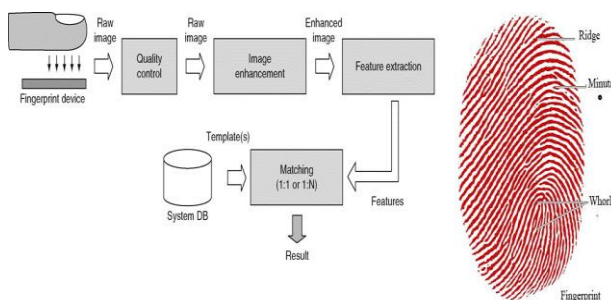 Raw
image
Raw
image
Enhanced
image
Quality
control
Image
enhancement
Feature extraction
Fingerprint device
Template(s)
Matching
(1:1 or 1:N)
System DB
Features
Result
Ridge
Minut
Whorl
Fingerprint